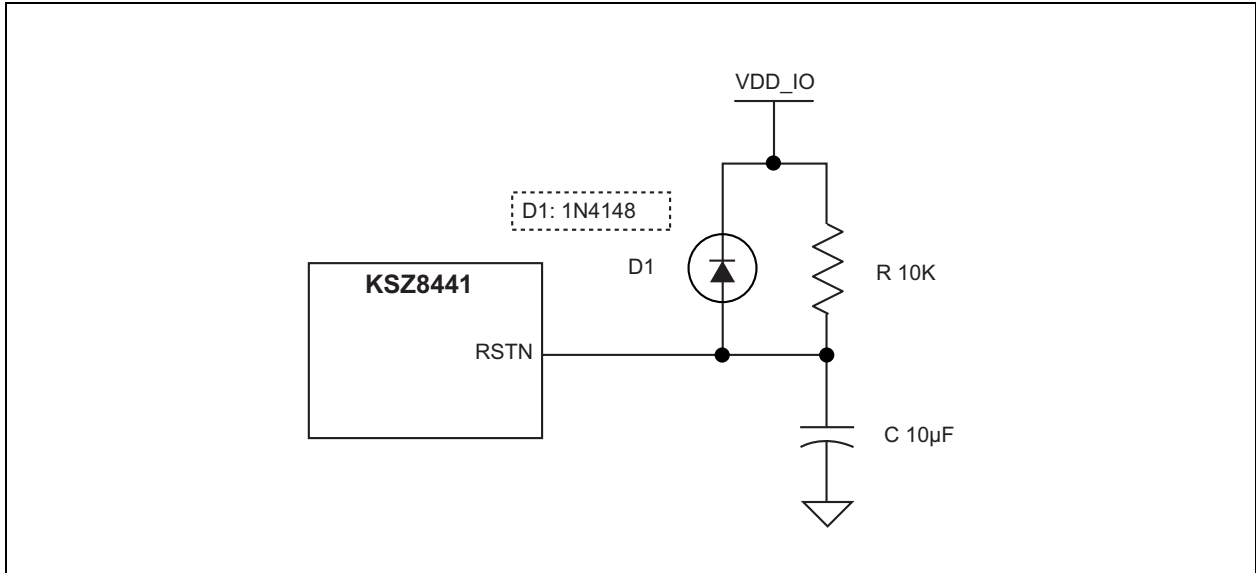 VDD_IO
D1: 1N4148
D1
R 10K
KSZ8441
RSTN
C 10µF